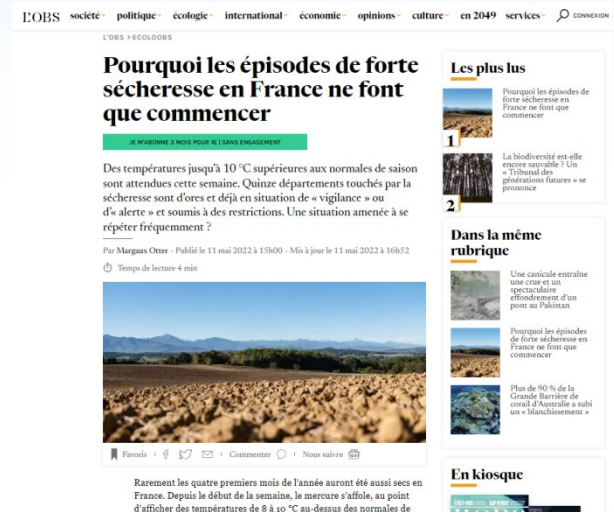 L'OBS société politique écologie international économie opinions culture en 2049 services CONNEXION
L'OBS > ECOLOOBS
Pourquoi les épisodes de forte
sécheresse en France ne font
que commencer
JE M'ABONNE 3 MOIS POUR 1€ | SANS ENGAGEMENT
Des températures jusqu'à 10 °C supérieures aux normales de saison
sont attendues cette semaine. Quinze départements touchés par la
sécheresse sont d'ores et déjà en situation de « vigilance » ou
d'« alerte » et soumis à des restrictions. Une situation amenée à se
répéter fréquemment ?
Par Margaux Otter · Publié le 11 mai 2022 à 15h00 · Mis à jour le 11 mai 2022 à 16h52
Temps de lecture 4 min
Favoris Commenter Nous suivre
Rarement les quatre premiers mois de l'année auront été aussi secs en
France. Depuis le début de la semaine, le mercure s'affole, au point
d'afficher des températures de 8 à 10 °C au-dessus des normales de
Les plus lus
Pourquoi les épisodes de
forte sécheresse en
France ne font que
commencer
1
La biodiversité est-elle
encore sauvable ? Un
« Tribunal des
générations futures » se
prononce
2
Dans la même
rubrique
Une canicule entraîne
une crue et un
spectaculaire
effondrement d'un
pont au Pakistan
Pourquoi les épisodes
de forte sécheresse en
France ne font que
commencer
Plus de 90 % de la
Grande Barrière de
corail d'Australie a subi
un « blanchissement »
En kiosque